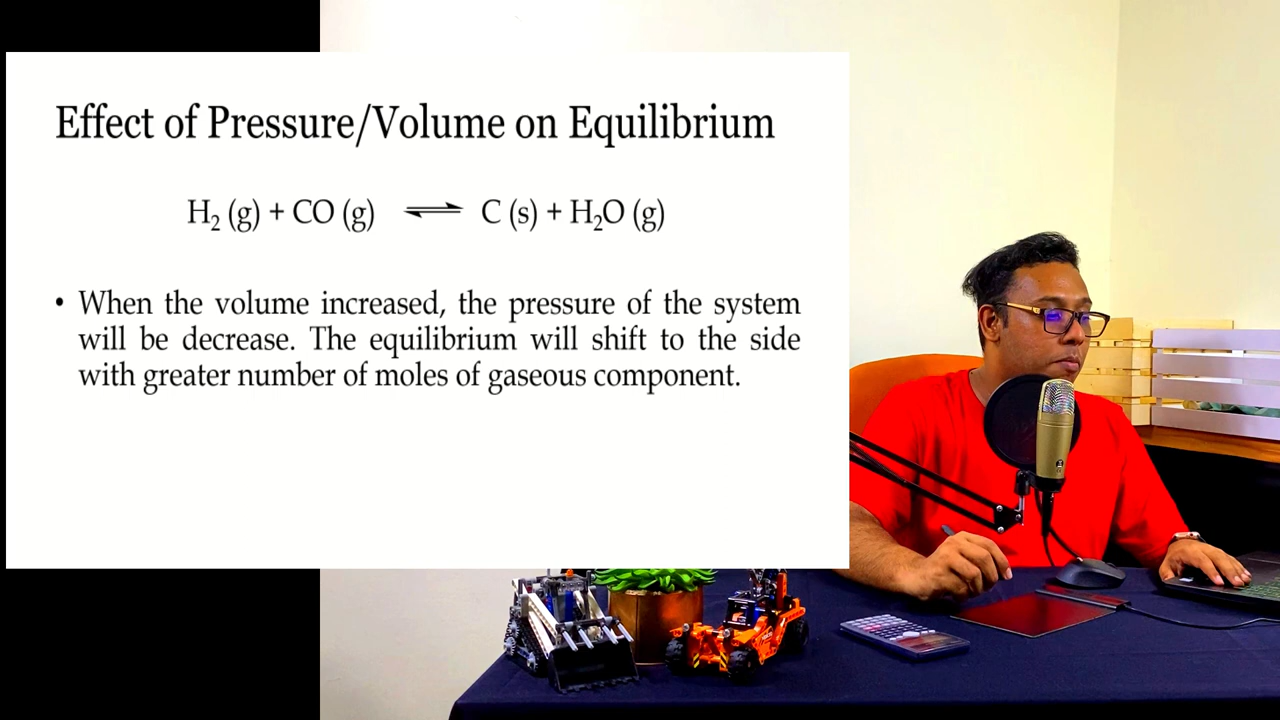 Effect of Pressure/Volume on Equilibrium
H₂ (g) + CO (g) ⇌ C (s) + H₂O (g)
• When the volume increased, the pressure of the system
will be decrease. The equilibrium will shift to the side
with greater number of moles of gaseous component.